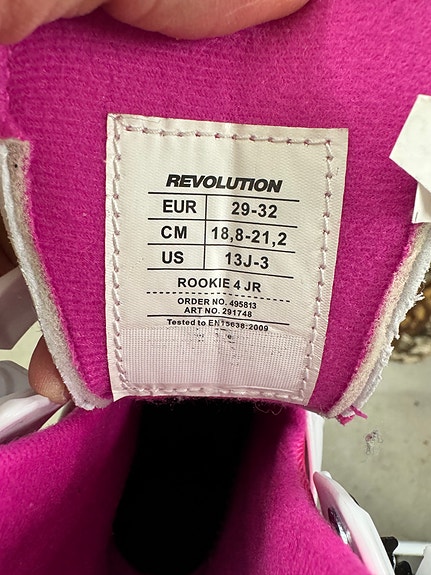 REVOLUTION
EUR 29-32
CM 18,8-21,2
US 13J-3
ROOKIE 4 JR
ORDER NO. 495813
ART NO. 291748
Tested to EN15638:2009